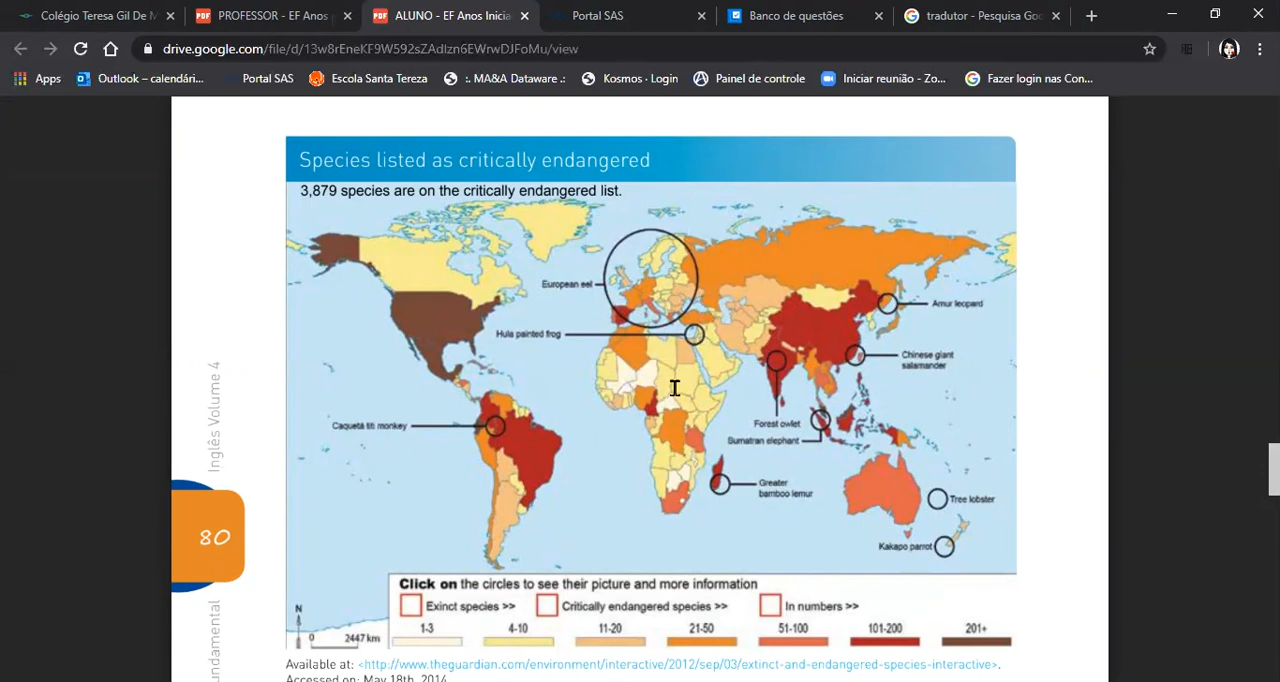 Colégio Teresa Gil De M
PROFESSOR - EF Anos
ALUNO - EF Anos Inicia
Portal SAS
Banco de questões
tradutor - Pesquisa Goo
drive.google.com/file/d/13w8rEneKF9W592sZAdIzn6EWrwDJFoMu/view
Apps
Outlook – calendári...
Portal SAS
Escola Santa Tereza
:. MA&A Dataware .:
Kosmos · Login
Painel de controle
Iniciar reunião - Zo...
Fazer login nas Con...
Species listed as critically endangered
3,879 species are on the critically endangered list.
European eel
Amur leopard
Hula painted frog
Chinese giant
salamander
Caquetá titi monkey
Forest owlet
Sumatran elephant
Greater
bamboo lemur
Tree lobster
Kakapo parrot
Inglês Volume 4
80
undamental
Click on the circles to see their picture and more information
Exinct species >>
Critically endangered species >>
In numbers >>
N
0
2447 km
1-3
4-10
11-20
21-50
51-100
101-200
201+
Available at: <http://www.theguardian.com/environment/interactive/2012/sep/03/extinct-and-endangered-species-interactive>.
Accessed on: May 18th, 2014.